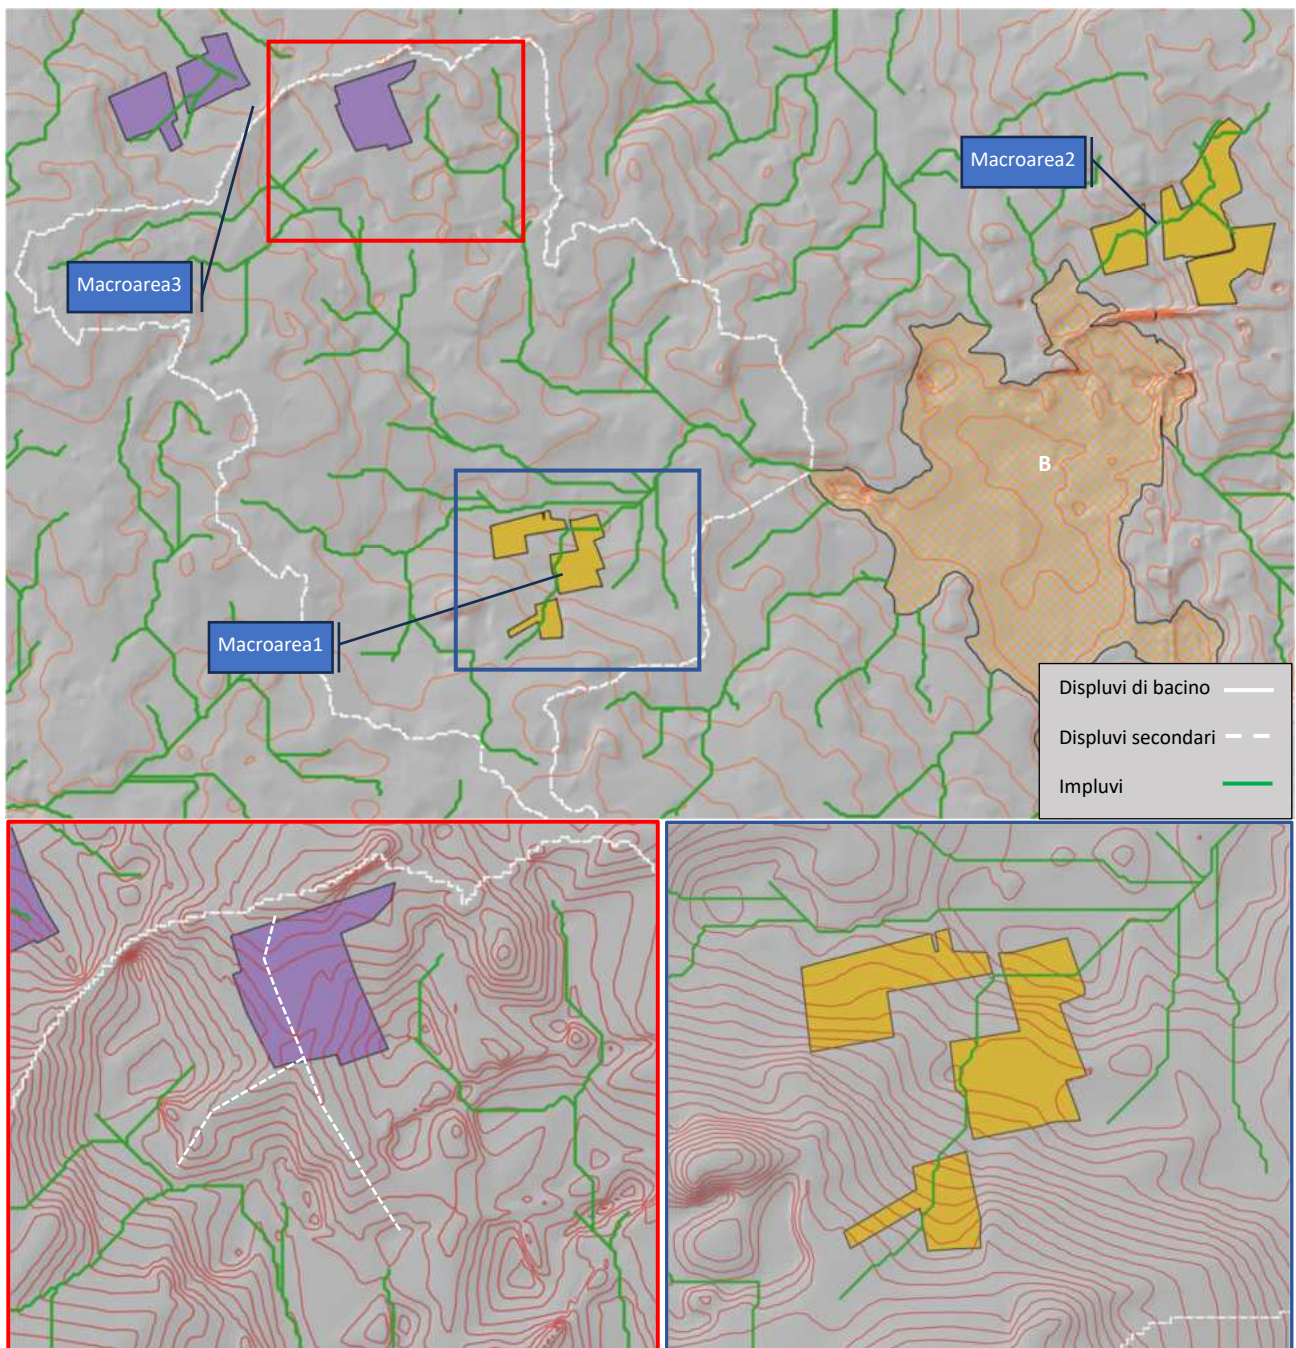 Macroarea2
Macroarea3
B
Macroarea1
Displuvi di bacino
Displuvi secondari
Impluvi